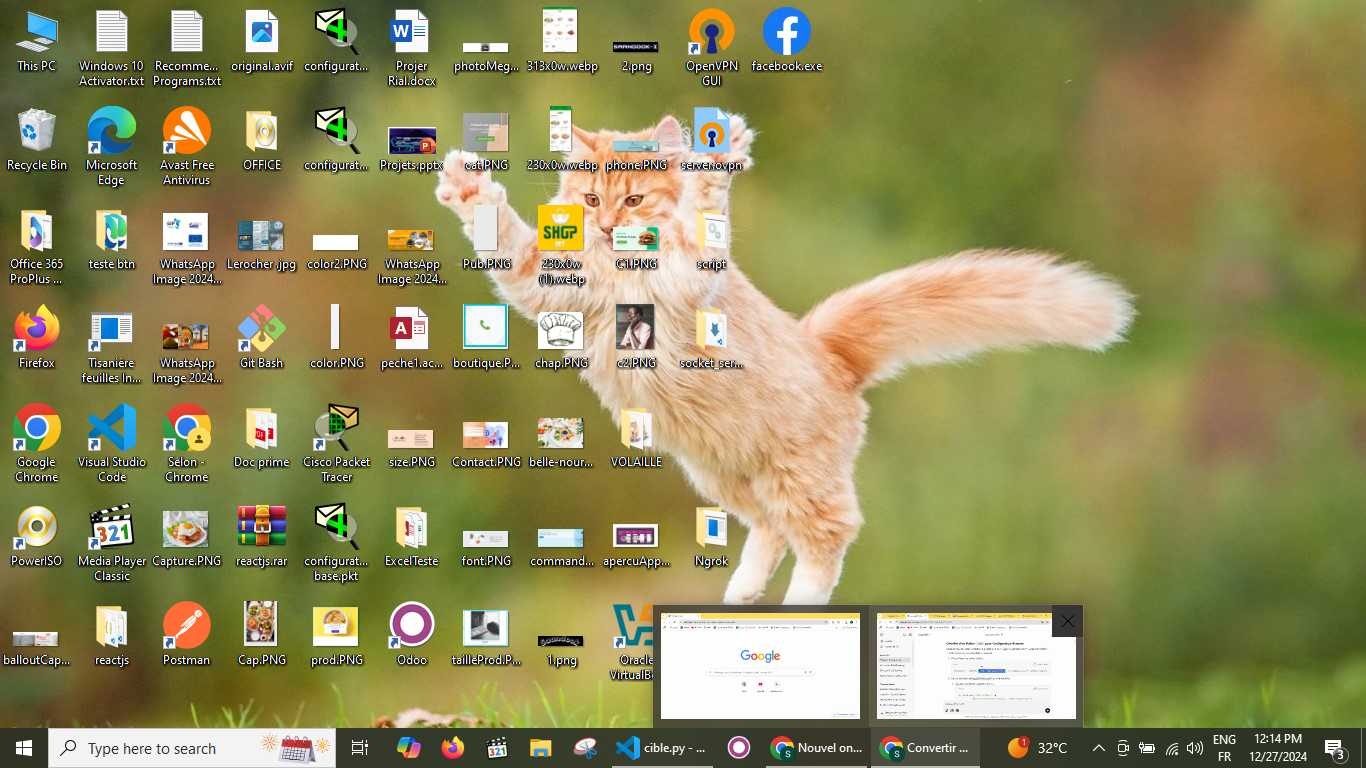 This PC
Windows 10
Activator.txt
Recomme...
Programs.txt
original.avif
configurat...
Projer
Rial.docx
photoMeg...
313x0w.webp
2.png
OpenVPN
GUI
facebook.exe
Recycle Bin
Microsoft
Edge
Avast Free
Antivirus
OFFICE
configurat...
Projets.pptx
cat.PNG
230x0w.webp
phone.PNG
server.ovpn
Office 365
ProPlus ...
teste btn
WhatsApp
Image 2024...
Lerocher .jpg
color2.PNG
WhatsApp
Image 2024...
Pub.PNG
SHOP
230x0w
(1).webp
C1.PNG
script
Firefox
Tisanière
feuilles In...
WhatsApp
Image 2024...
Git Bash
color.PNG
peche1.ac...
boutique.P...
chap.PNG
c2.PNG
socket_ser...
Google
Chrome
Visual Studio
Code
Selon -
Chrome
Doc prime
Cisco Packet
Tracer
size.PNG
Contact.PNG
belle-nour...
VOLAILLE
PowerISO
321
Media Player
Classic
Capture.PNG
reactjs.rar
configurat...
base.pkt
ExcelTeste
font.PNG
command...
apercuApp...
Ngrok
balloutCap...
reactjs
Postman
Cap.PNG
prod.PNG
Odoo
tailleProd.P...
1.png
Oracle
Google
Type here to search
cible.py - ...
Nouvel on...
Convertir ...
1
32°C
ENG
FR
12:14 PM
12/27/2024
3